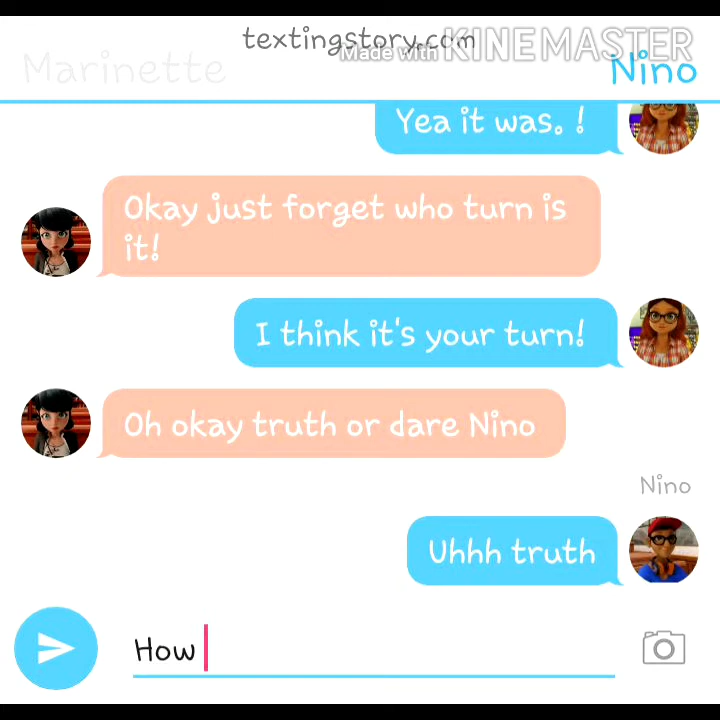 textingstory.com
Made with KINEMASTER
Marinette
Nino
Yea it was. !
Okay just forget who turn is
it!
I think it's your turn!
Oh okay truth or dare Nino
Nino
Uhhh truth
How